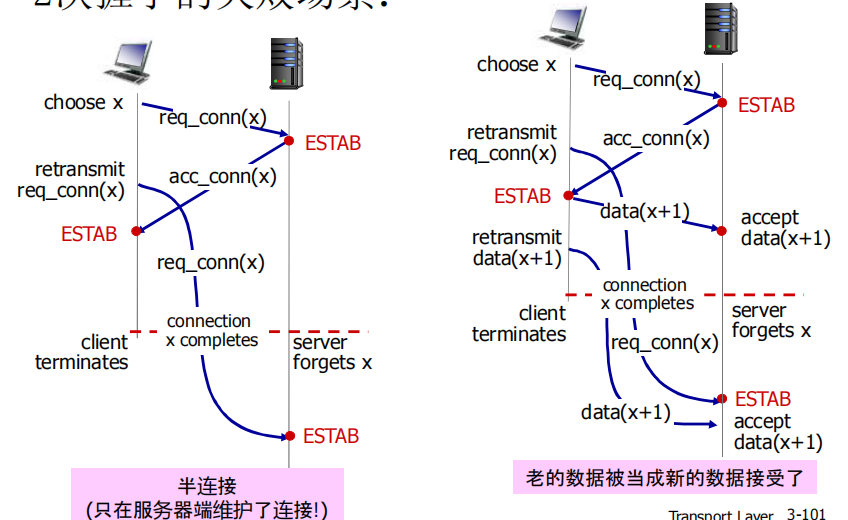 2次握手的失败场景:
choose x
req_conn(x)
ESTAB
retransmit
req_conn(x)
acc_conn(x)
ESTAB
req_conn(x)
client
terminates
connection
x completes
server
forgets x
ESTAB
半连接
(只在服务器端维护了连接!)
choose x
req_conn(x)
ESTAB
retransmit
req_conn(x)
acc_conn(x)
ESTAB
data(x+1)
accept
data(x+1)
retransmit
data(x+1)
connection
x completes
client
terminates
server
forgets x
req_conn(x)
ESTAB
data(x+1)
accept
data(x+1)
老的数据被当成新的数据接受了
Transport Layer 3-101